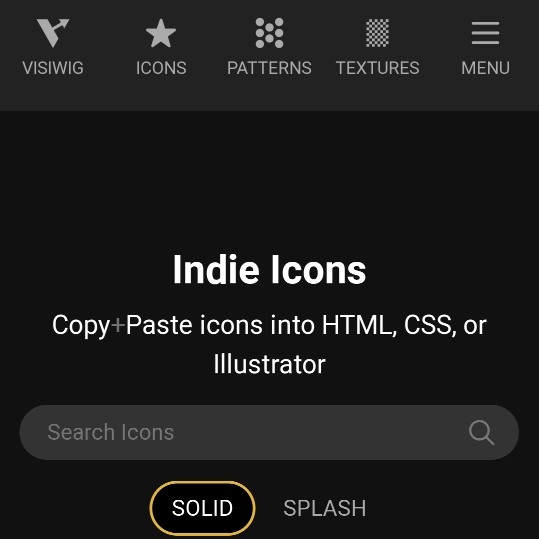 VISIWIG ICONS PATTERNS TEXTURES MENU
Indie Icons
Copy+Paste icons into HTML, CSS, or
Illustrator
Search Icons
SOLID SPLASH